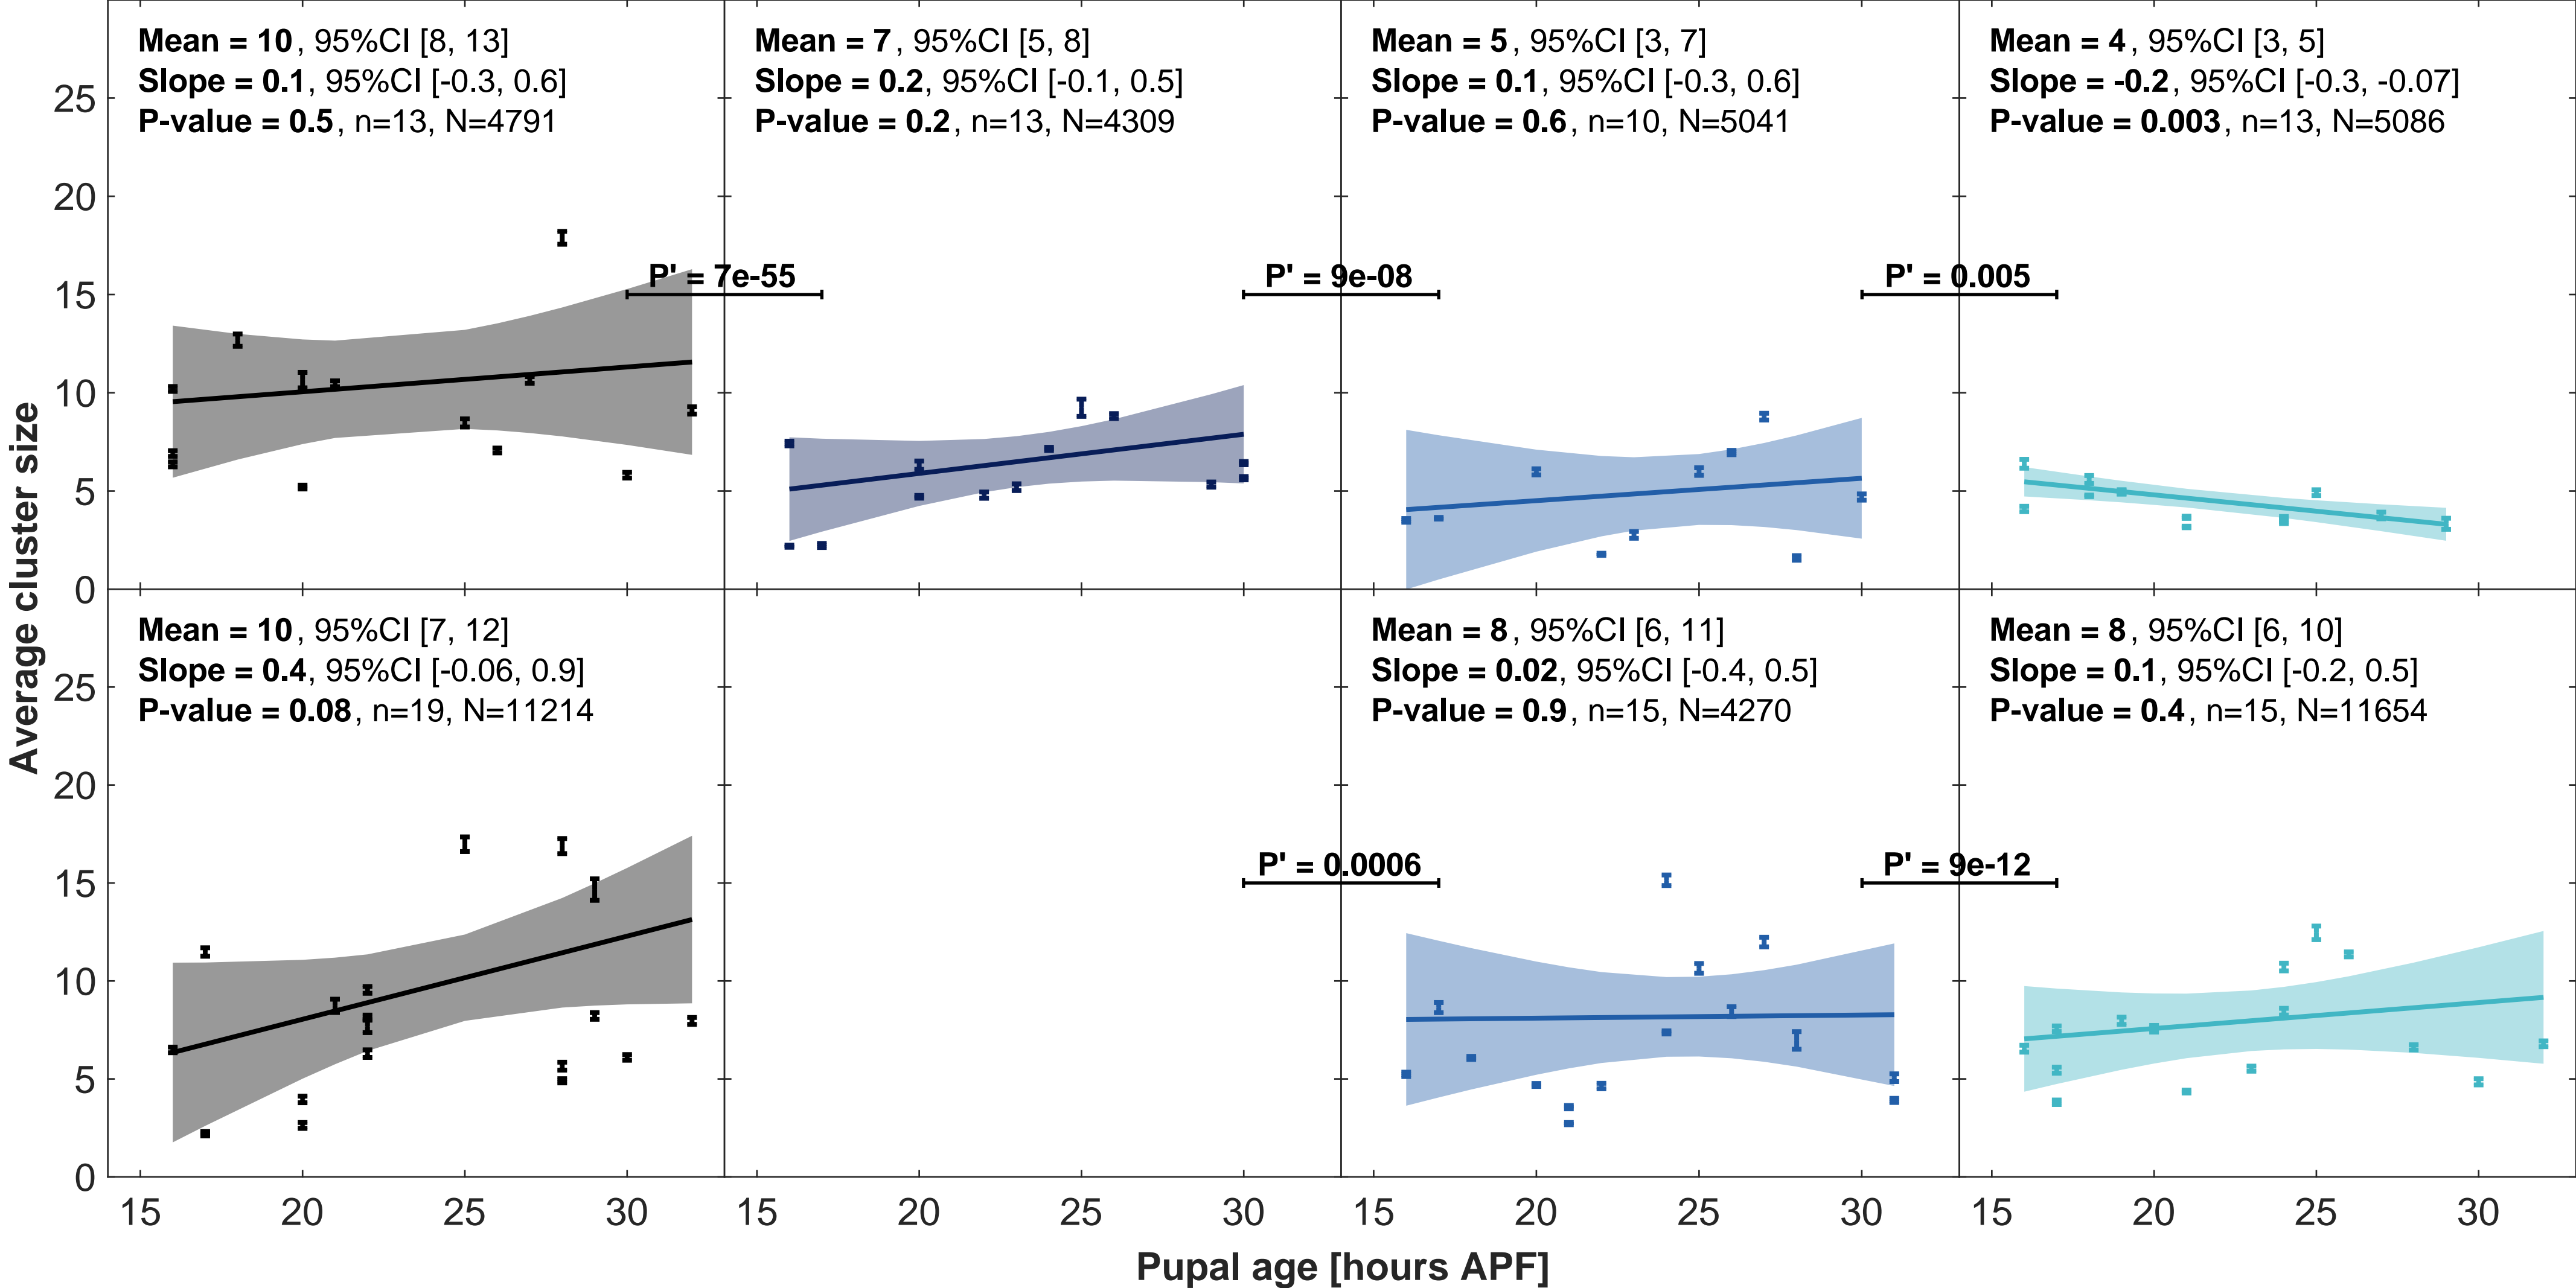 Mean = 10, 95%CI [8, 13]
Slope = 0.1, 95%CI [-0.3, 0.6]
P-value = 0.5, n=13, N=4791
Mean = 7, 95%CI [5, 8]
Slope = 0.2, 95%CI [-0.1, 0.5]
P-value = 0.2, n=13, N=4309
Mean = 5, 95%CI [3, 7]
Slope = 0.1, 95%CI [-0.3, 0.6]
P-value = 0.6, n=10, N=5041
Mean = 4, 95%CI [3, 5]
Slope = -0.2, 95%CI [-0.3, -0.07]
P-value = 0.003, n=13, N=5086
25
20
15
10
5
0
P' = 7e-55
P' = 9e-08
P' = 0.005
Average cluster size
Mean = 10, 95%CI [7, 12]
Slope = 0.4, 95%CI [-0.06, 0.9]
P-value = 0.08, n=19, N=11214
Mean = 8, 95%CI [6, 11]
Slope = 0.02, 95%CI [-0.4, 0.5]
P-value = 0.9, n=15, N=4270
Mean = 8, 95%CI [6, 10]
Slope = 0.1, 95%CI [-0.2, 0.5]
P-value = 0.4, n=15, N=11654
25
20
15
10
5
0
P' = 0.0006
P' = 9e-12
15 20 25 30 15 20 25 30 15 20 25 30 15 20 25 30
Pupal age [hours APF]